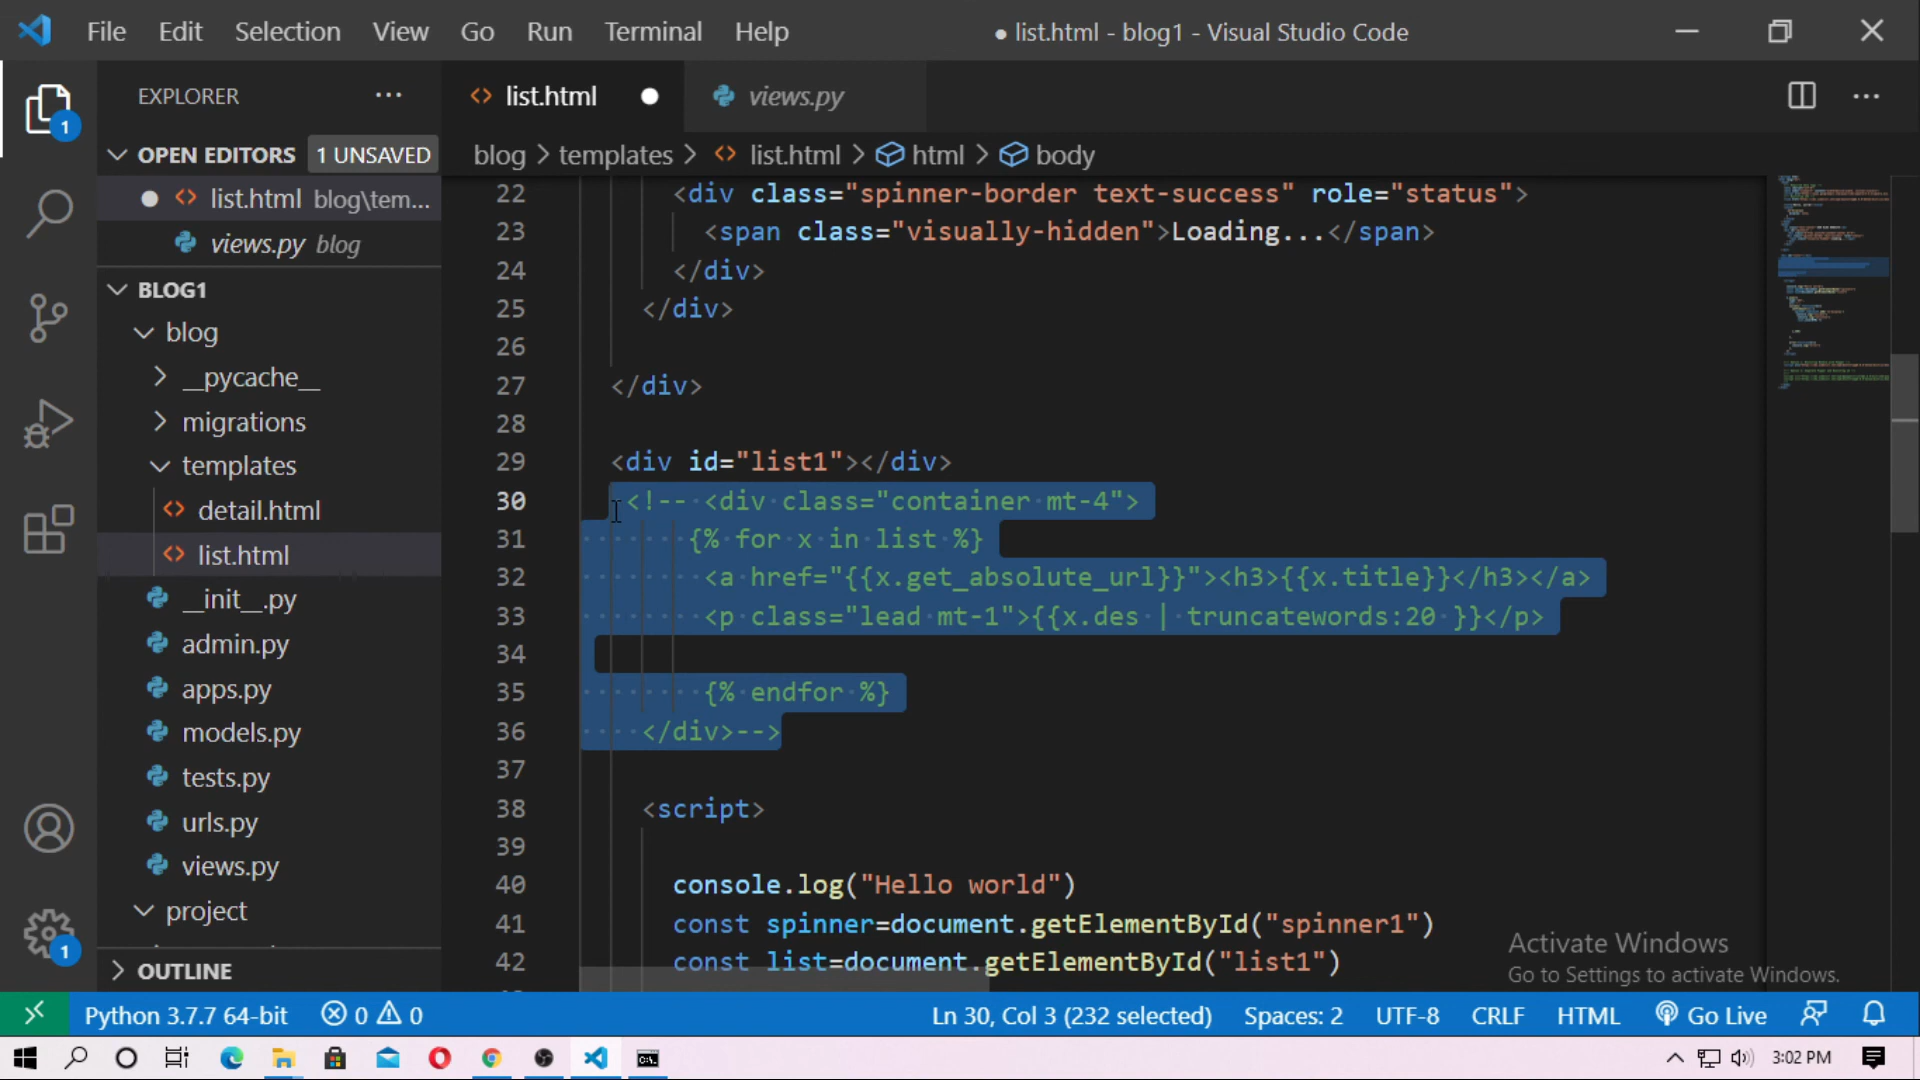 File Edit Selection View Go Run Terminal Help
● list.html - blog1 - Visual Studio Code
EXPLORER ···
list.html
views.py
···
1
OPEN EDITORS 1 UNSAVED
blog > templates > list.html > html > body
list.html blog\tem...
views.py blog
BLOG1
blog
__pycache__
migrations
templates
detail.html
list.html
__init__.py
admin.py
apps.py
models.py
tests.py
urls.py
views.py
project
OUTLINE
1
22 <div class="spinner-border text-success" role="status">
23 <span class="visually-hidden">Loading...</span>
24 </div>
25 </div>
26
27 </div>
28
29 <div id="list1"></div>
30 <!-- <div class="container mt-4">
31 {% for x in list %}
32 <a href="{{x.get_absolute_url}}"><h3>{{x.title}}</h3></a>
33 <p class="lead mt-1">{{x.des | truncatewords:20 }}</p>
34
35 {% endfor %}
36 </div>-->
37
38 <script>
39
40 console.log("Hello world")
41 const spinner=document.getElementById("spinner1")
42 const list=document.getElementById("list1")
Activate Windows
Go to Settings to activate Windows.
Python 3.7.7 64-bit 0 0 Ln 30, Col 3 (232 selected) Spaces: 2 UTF-8 CRLF HTML Go Live
3:02 PM